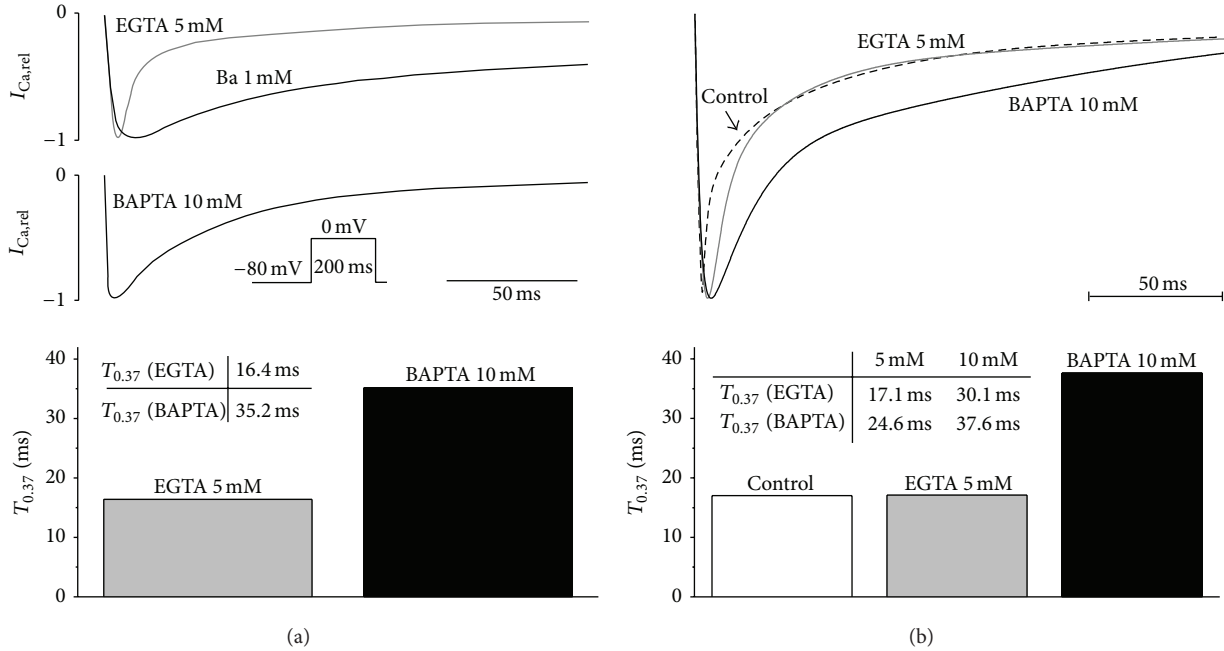 0
EGTA 5 mM
Ba 1 mM
I_Ca,rel
−1
0
BAPTA 10 mM
I_Ca,rel
0 mV
−80 mV
200 ms
50 ms
−1
40
30
20
10
0
T_0.37 (ms)
T_0.37 (EGTA) 16.4 ms
T_0.37 (BAPTA) 35.2 ms
BAPTA 10 mM
EGTA 5 mM
(a)
EGTA 5 mM
Control
BAPTA 10 mM
50 ms
40
30
20
10
0
T_0.37 (ms)
5 mM 10 mM
T_0.37 (EGTA) 17.1 ms 30.1 ms
T_0.37 (BAPTA) 24.6 ms 37.6 ms
BAPTA 10 mM
Control
EGTA 5 mM
(b)